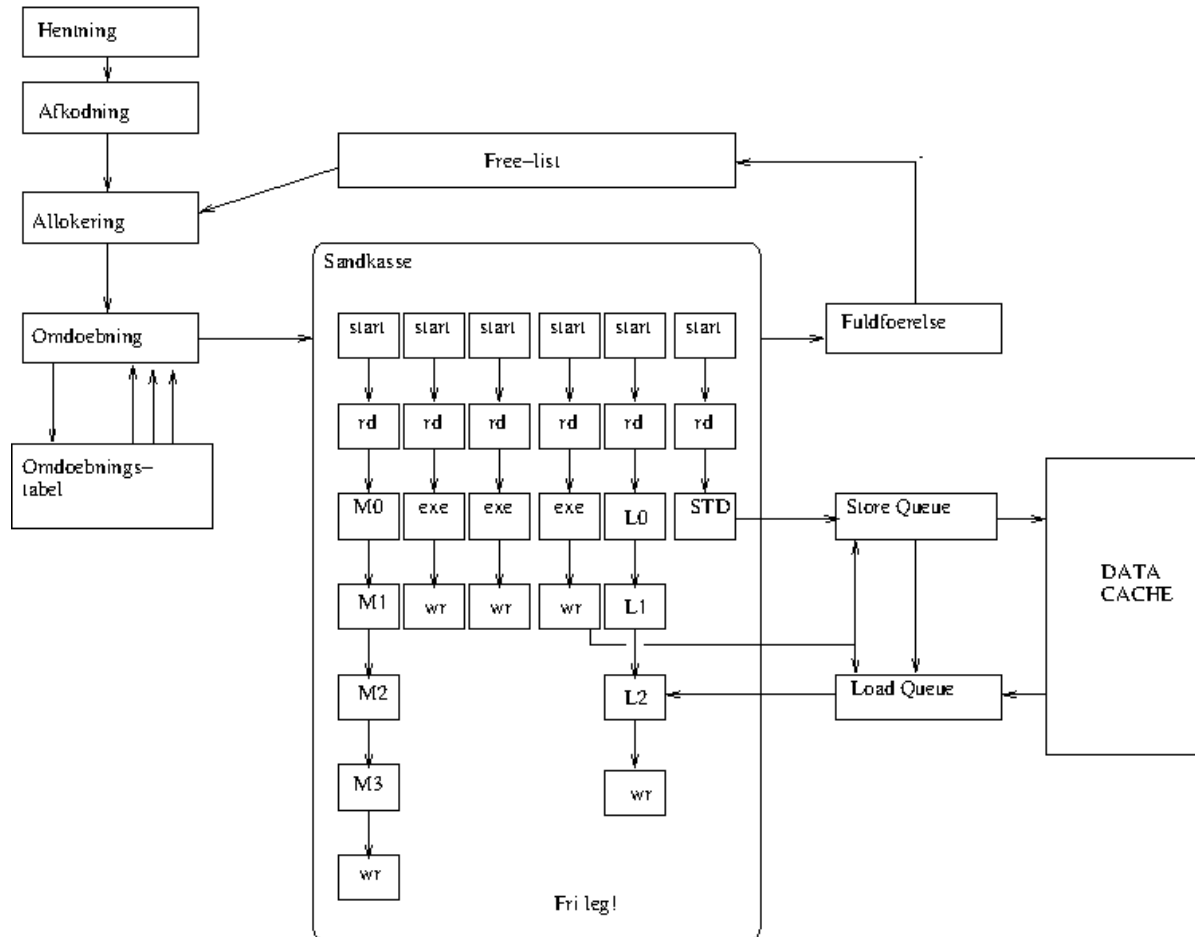 Hentning
Afkodning
Free-list
Allokering
Sandkasse
Omdoebning
start start start start start start
Fuldfoerelse
rd rd rd rd rd rd
Omdoebnings-
tabel
M0 exe exe exe L0 STD
Store Queue
DATA
CACHE
M1 wr wr wr L1
M2 L2
Load Queue
M3
wr
wr
Fri leg!